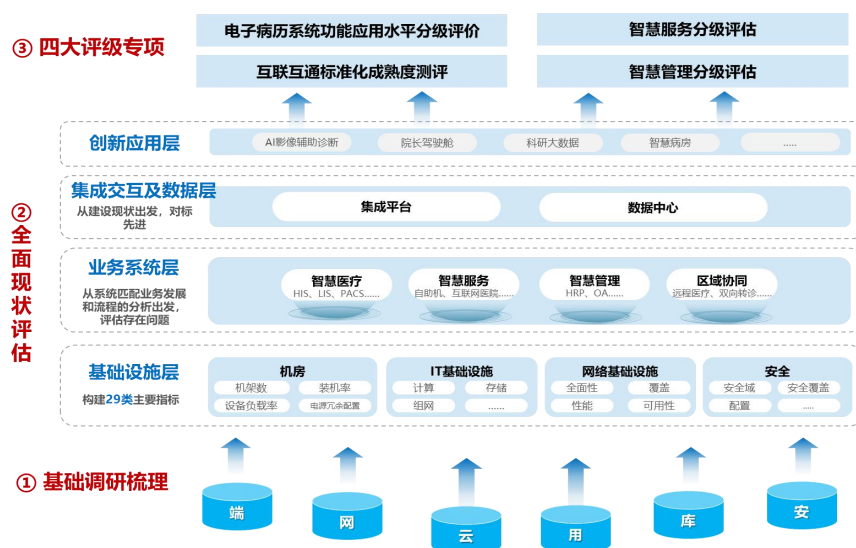 ③ 四大评级专项
电子病历系统功能应用水平分级评价
智慧服务分级评估
互联互通标准化成熟度测评
智慧管理分级评估
② 全面现状评估
创新应用层
AI影像辅助诊断
院长驾驶舱
科研大数据
智慧病房
.....
集成交互及数据层
从建设现状出发，对标
先进
集成平台
数据中心
业务系统层
从系统匹配业务发展
和流程的分析出发，
评估存在问题
智慧医疗
HIS、LIS、PACS......
智慧服务
自助机、互联网医院......
智慧管理
HRP、OA......
区域协同
远程医疗、双向转诊......
基础设施层
构建29类主要指标
机房
机架数
装机率
设备负载率
电源冗余配置
IT基础设施
计算
存储
组网
......
网络基础设施
全面性
覆盖
性能
可用性
安全
安全域
安全覆盖
配置
.....
① 基础调研梳理
端
网
云
用
库
安